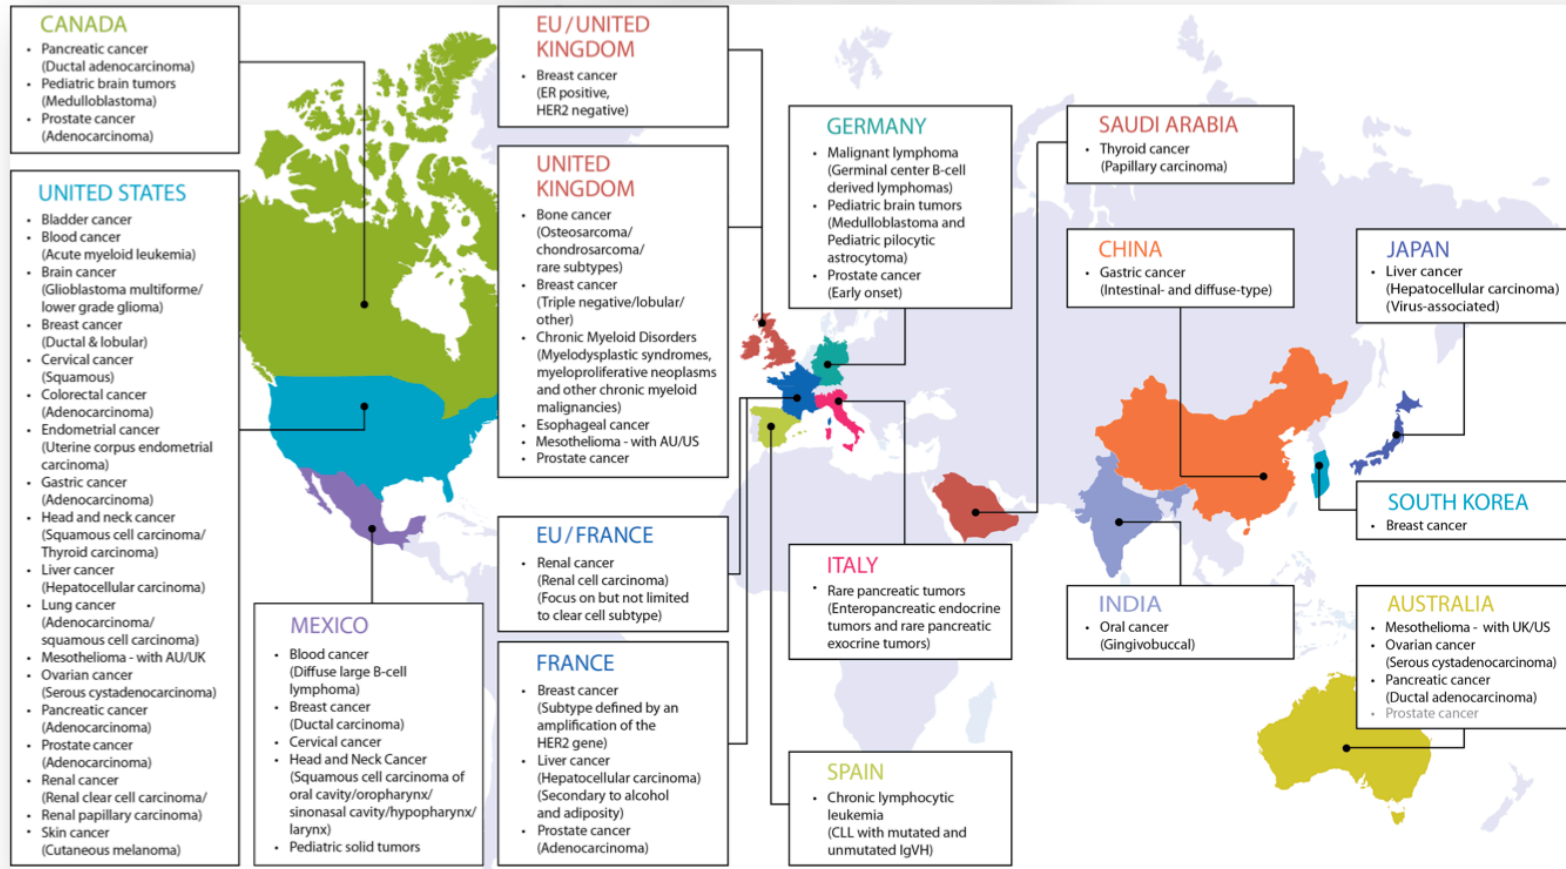 CANADA
• Pancreatic cancer
(Ductal adenocarcinoma)
• Pediatric brain tumors
(Medulloblastoma)
• Prostate cancer
(Adenocarcinoma)
UNITED STATES
• Bladder cancer
• Blood cancer
(Acute myeloid leukemia)
• Brain cancer
(Glioblastoma multiforme/
lower grade glioma)
• Breast cancer
(Ductal & lobular)
• Cervical cancer
(Squamous)
• Colorectal cancer
(Adenocarcinoma)
• Endometrial cancer
(Uterine corpus endometrial
carcinoma)
• Gastric cancer
(Adenocarcinoma)
• Head and neck cancer
(Squamous cell carcinoma/
Thyroid carcinoma)
• Liver cancer
(Hepatocellular carcinoma)
• Lung cancer
(Adenocarcinoma/
squamous cell carcinoma)
• Mesothelioma - with AU/UK
• Ovarian cancer
(Serous cystadenocarcinoma)
• Pancreatic cancer
(Adenocarcinoma)
• Prostate cancer
(Adenocarcinoma)
• Renal cancer
(Renal clear cell carcinoma/
• Renal papillary carcinoma)
• Skin cancer
(Cutaneous melanoma)
MEXICO
• Blood cancer
(Diffuse large B-cell
lymphoma)
• Breast cancer
(Ductal carcinoma)
• Cervical cancer
• Head and Neck Cancer
(Squamous cell carcinoma of
oral cavity/oropharynx/
sinonasal cavity/hypopharynx/
larynx)
• Pediatric solid tumors
EU/UNITED
KINGDOM
• Breast cancer
(ER positive,
HER2 negative)
UNITED
KINGDOM
• Bone cancer
(Osteosarcoma/
chondrosarcoma/
rare subtypes)
• Breast cancer
(Triple negative/lobular/
other)
• Chronic Myeloid Disorders
(Myelodysplastic syndromes,
myeloproliferative neoplasms
and other chronic myeloid
malignancies)
• Esophageal cancer
• Mesothelioma - with AU/US
• Prostate cancer
EU/FRANCE
• Renal cancer
(Renal cell carcinoma)
(Focus on but not limited
to clear cell subtype)
FRANCE
• Breast cancer
(Subtype defined by an
amplification of the
HER2 gene)
• Liver cancer
(Hepatocellular carcinoma)
(Secondary to alcohol
and adiposity)
• Prostate cancer
(Adenocarcinoma)
GERMANY
• Malignant lymphoma
(Germinal center B-cell
derived lymphomas)
• Pediatric brain tumors
(Medulloblastoma and
Pediatric pilocytic
astrocytoma)
• Prostate cancer
(Early onset)
ITALY
• Rare pancreatic tumors
(Enteropancreatic endocrine
tumors and rare pancreatic
exocrine tumors)
SPAIN
• Chronic lymphocytic
leukemia
(CLL with mutated and
unmutated IgVH)
SAUDI ARABIA
• Thyroid cancer
(Papillary carcinoma)
CHINA
• Gastric cancer
(Intestinal- and diffuse-type)
INDIA
• Oral cancer
(Gingivobuccal)
JAPAN
• Liver cancer
(Hepatocellular carcinoma)
(Virus-associated)
SOUTH KOREA
• Breast cancer
AUSTRALIA
• Mesothelioma - with UK/US
• Ovarian cancer
(Serous cystadenocarcinoma)
• Pancreatic cancer
(Ductal adenocarcinoma)
• Prostate cancer